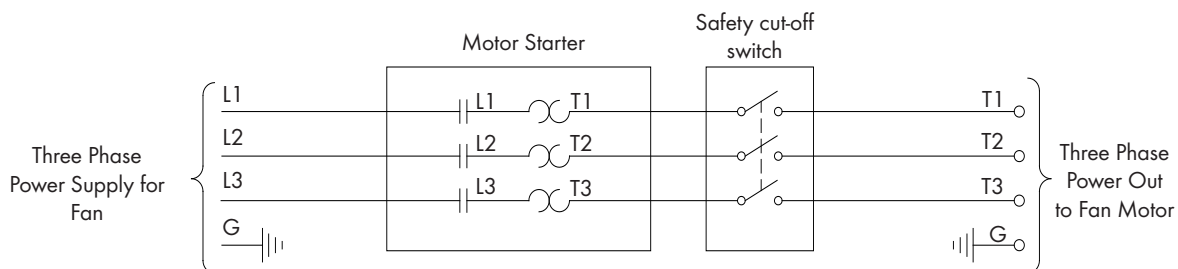 Safety cut-off
switch
Motor Starter
Three Phase
Power Supply for
Fan
L1
L2
L3
G
L1 T1
L2 T2
L3 T3
T1
T2
T3
G
Three Phase
Power Out
to Fan Motor